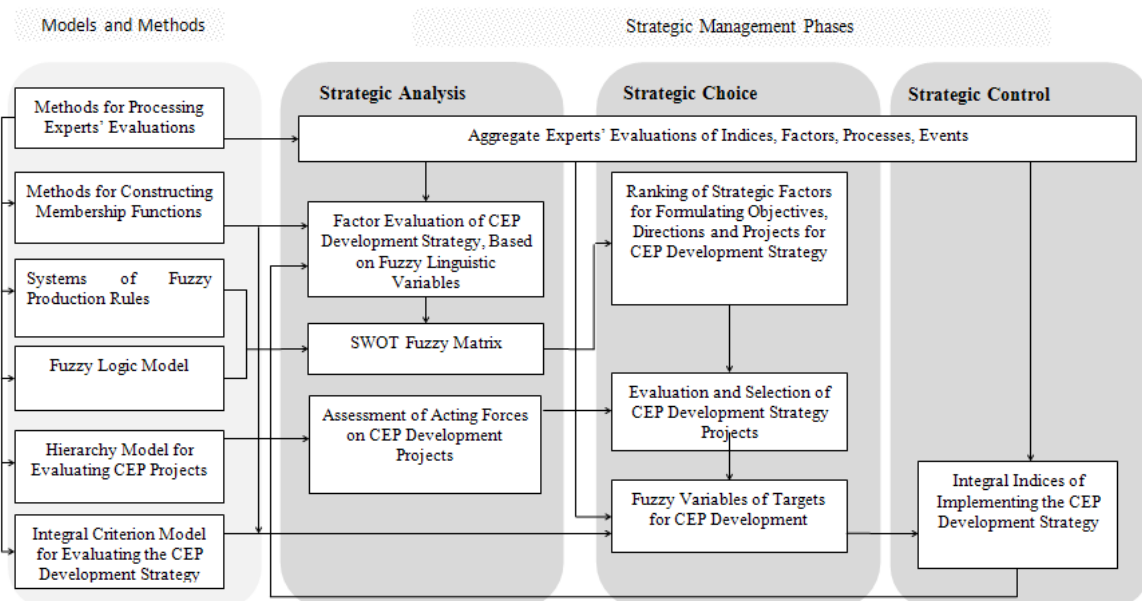 Models and Methods
Strategic Management Phases
Strategic Analysis
Strategic Choice
Strategic Control
Methods for Processing
Experts' Evaluations
Aggregate Experts' Evaluations of Indices, Factors, Processes, Events
Methods for Constructing
Membership Functions
Factor Evaluation of CEP
Development Strategy, Based
on Fuzzy Linguistic
Variables
Ranking of Strategic Factors
for Formulating Objectives,
Directions and Projects for
CEP Development Strategy
Systems of Fuzzy
Production Rules
SWOT Fuzzy Matrix
Fuzzy Logic Model
Assessment of Acting Forces
on CEP Development
Projects
Evaluation and Selection of
CEP Development Strategy
Projects
Hierarchy Model for
Evaluating CEP Projects
Integral Criterion Model
for Evaluating the CEP
Development Strategy
Fuzzy Variables of Targets
for CEP Development
Integral Indices of
Implementing the CEP
Development Strategy